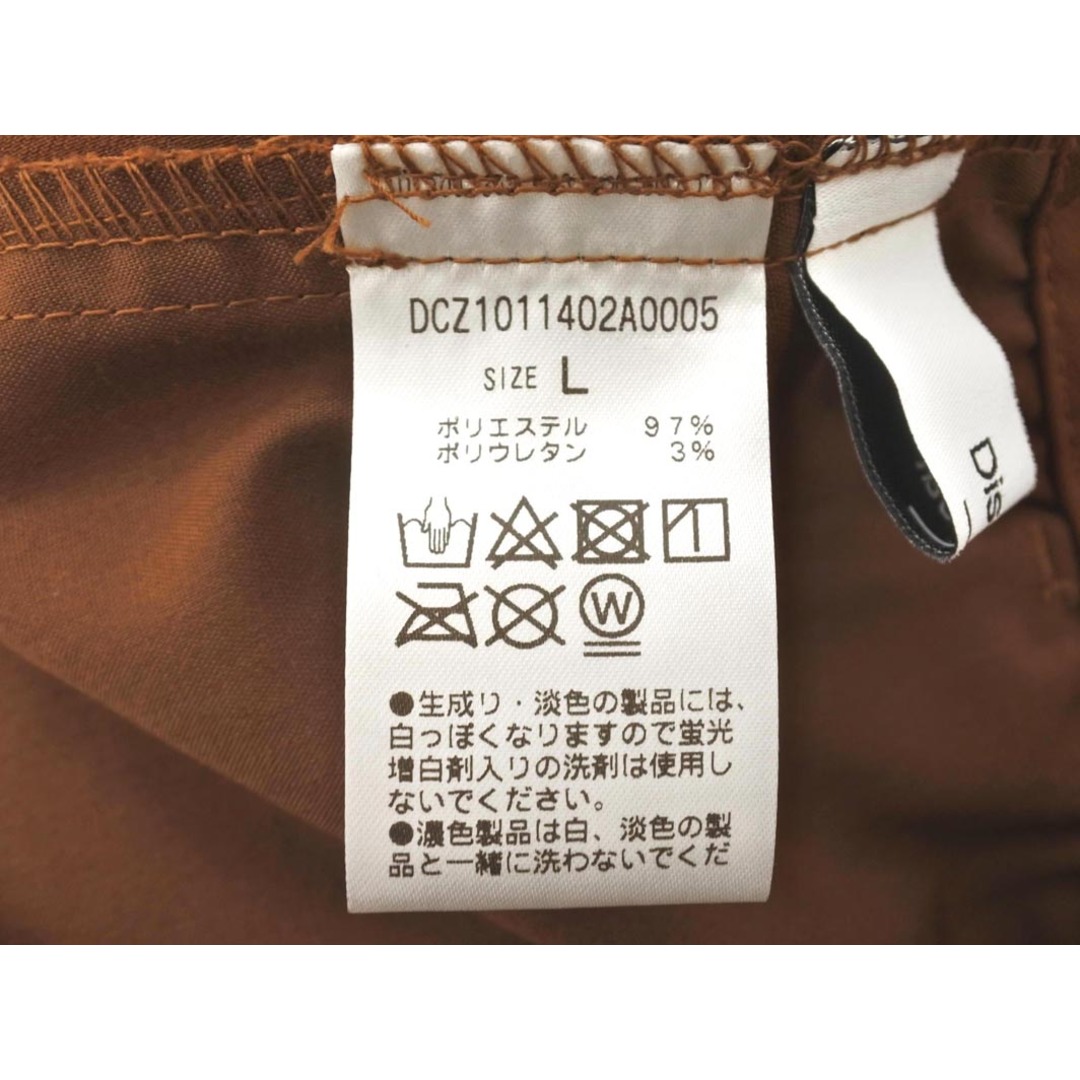 DCZ1011402A0005
SIZE L
ポリエステル 97%
ポリウレタン 3%
W
●生成り・淡色の製品には、
白っぽくなりますので蛍光
増白剤入りの洗剤は使用し
ないでください。
●濃色製品は白、淡色の製
品と一緒に洗わないでくだ
Dis